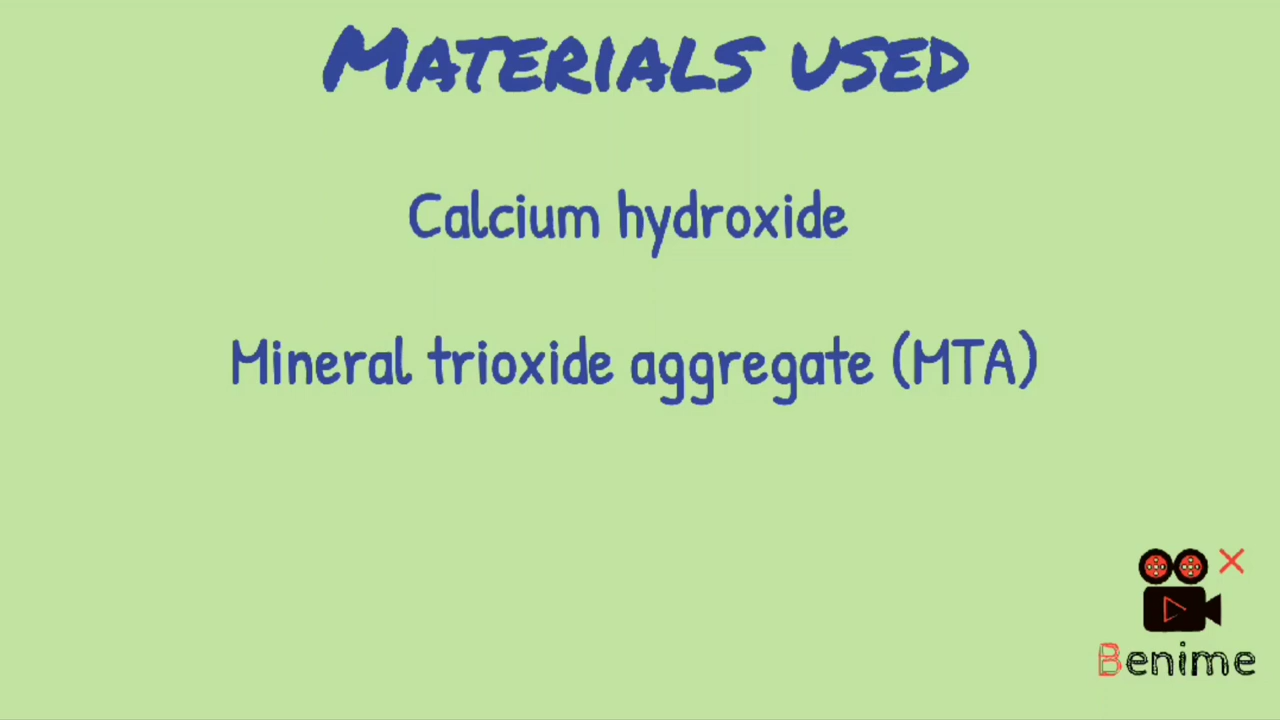 MATERIALS USED
Calcium hydroxide
Mineral trioxide aggregate (MTA)
Benime